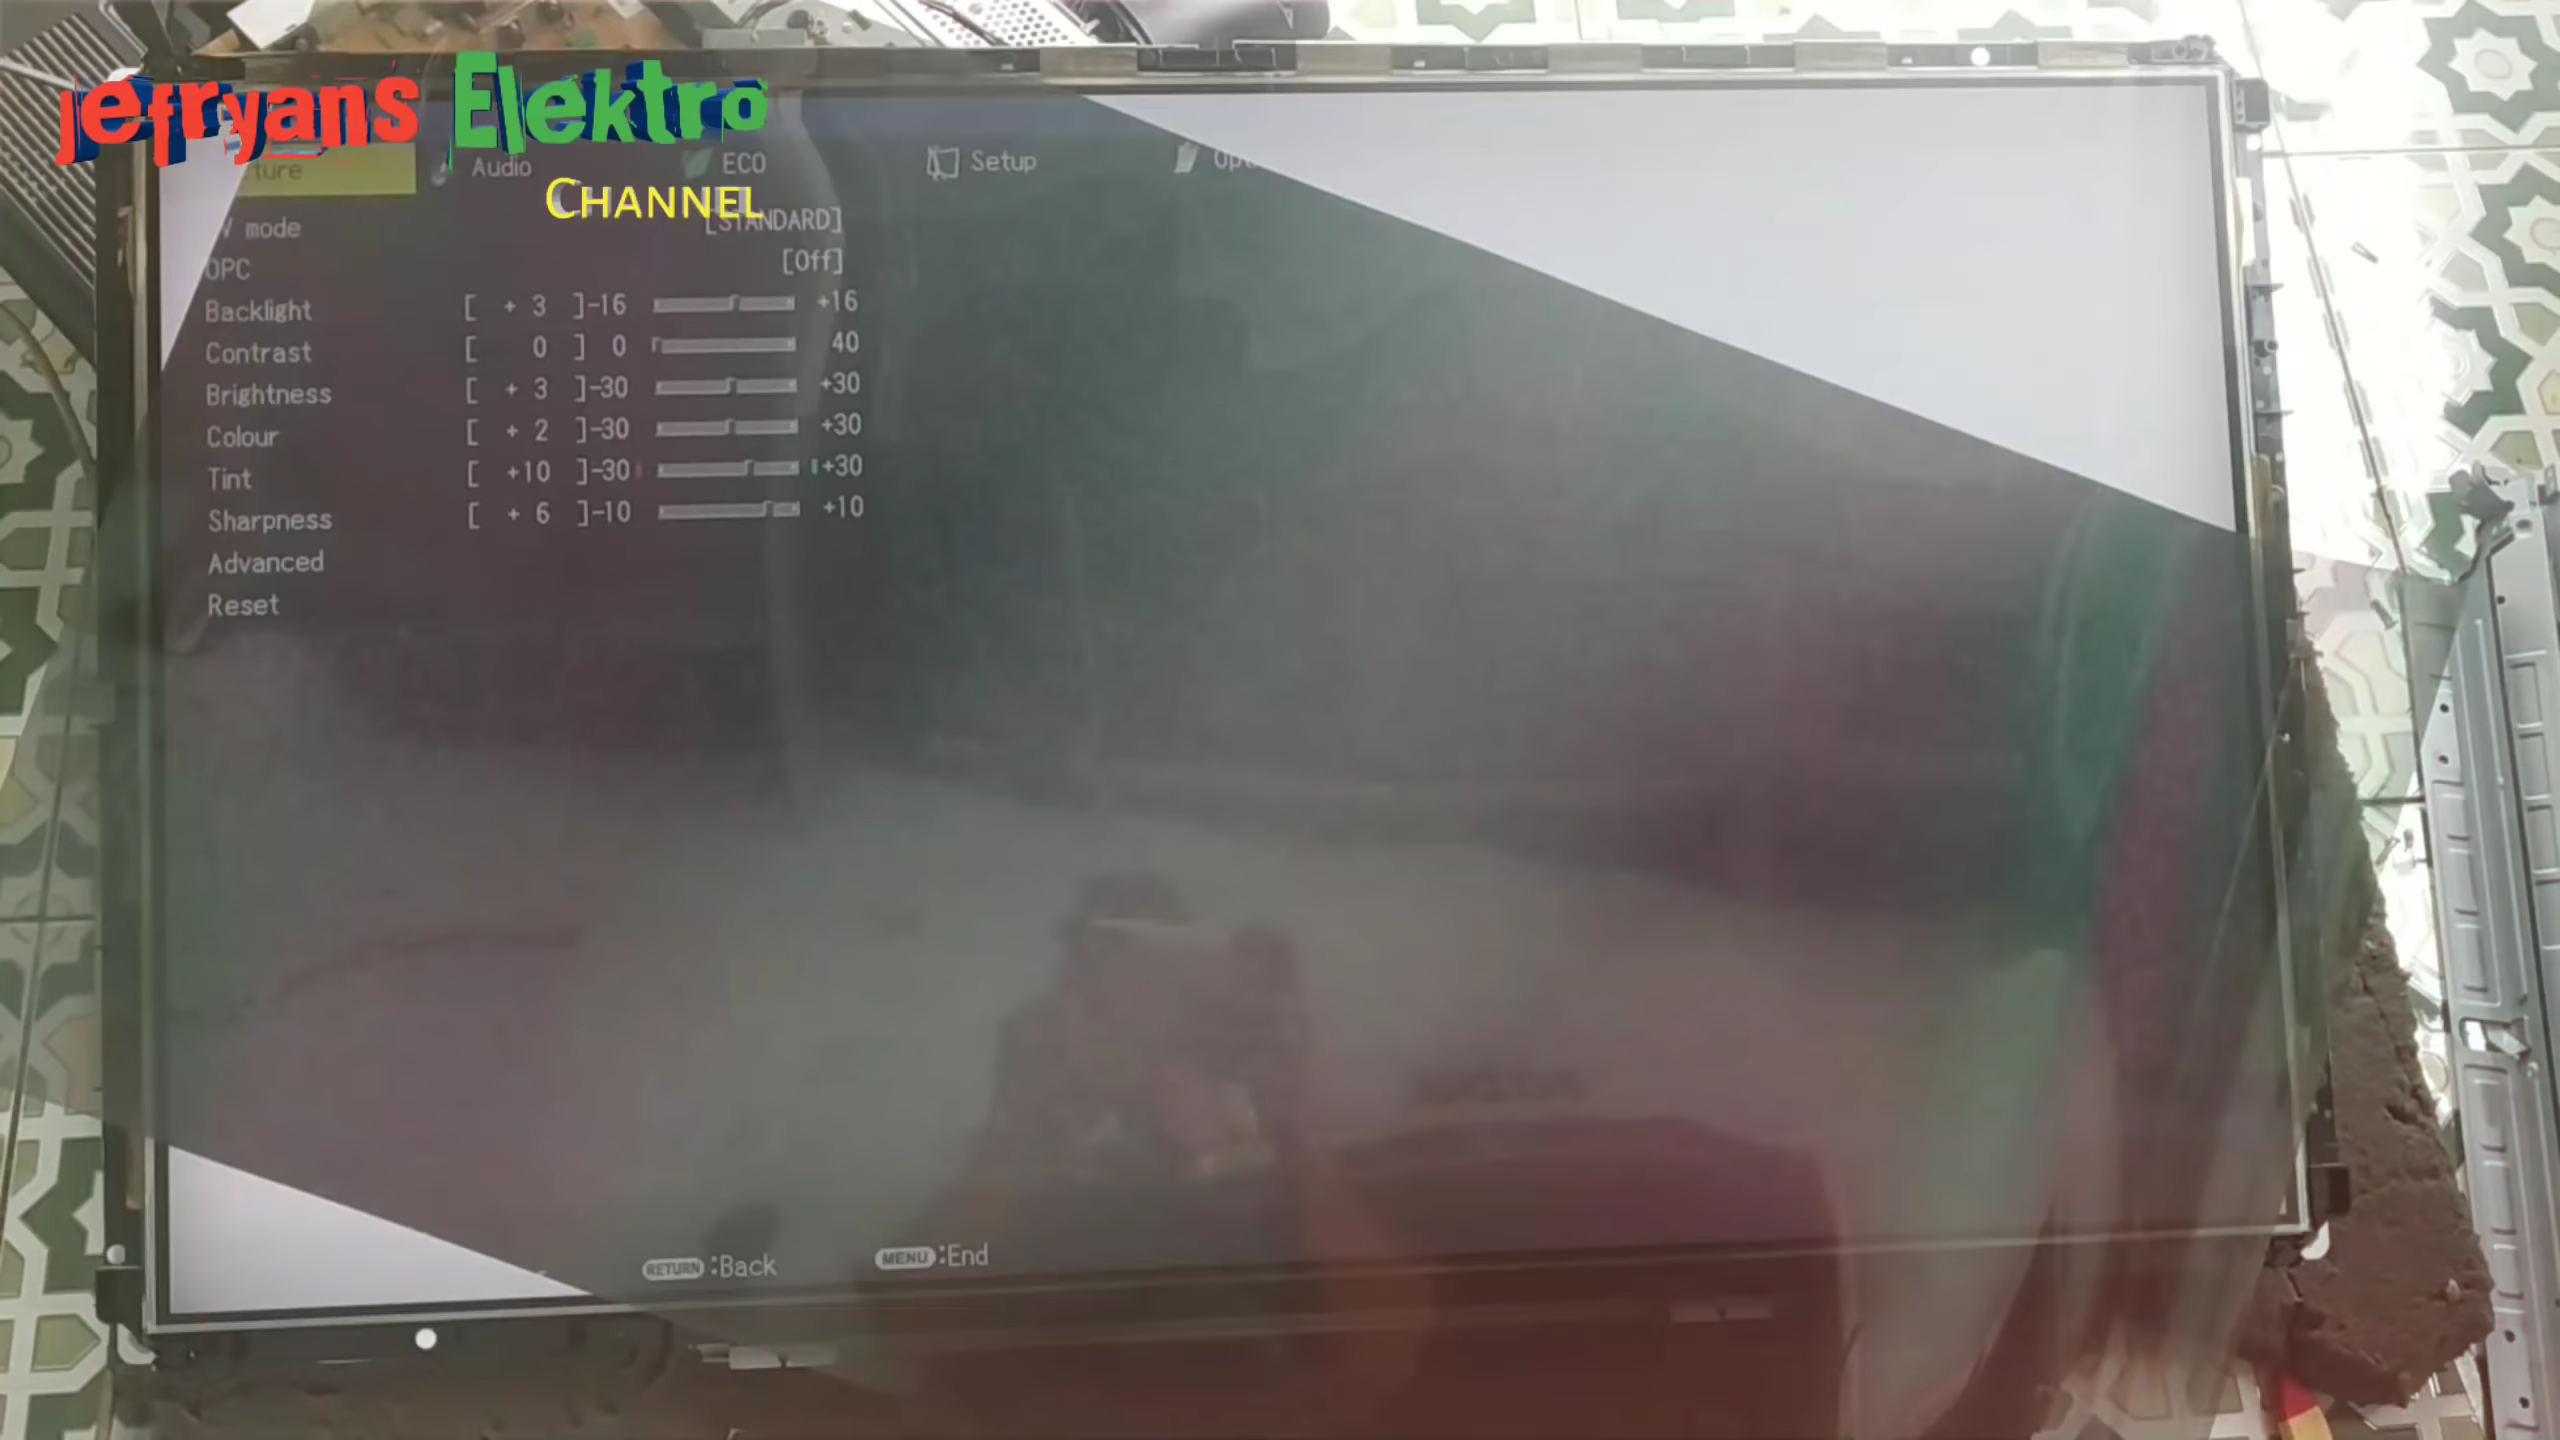 jefryans Elektro
CHANNEL
Audio ECO Setup
mode [STANDARD]
OPC [Off]
Backlight [ + 3 ]-16 +16
Contrast [ 0 ] 0 40
Brightness [ + 3 ]-30 +30
Colour [ + 2 ]-30 +30
Tint [ +10 ]-30 +30
Sharpness [ + 6 ]-10 +10
Advanced
Reset
RETURN :Back MENU :End